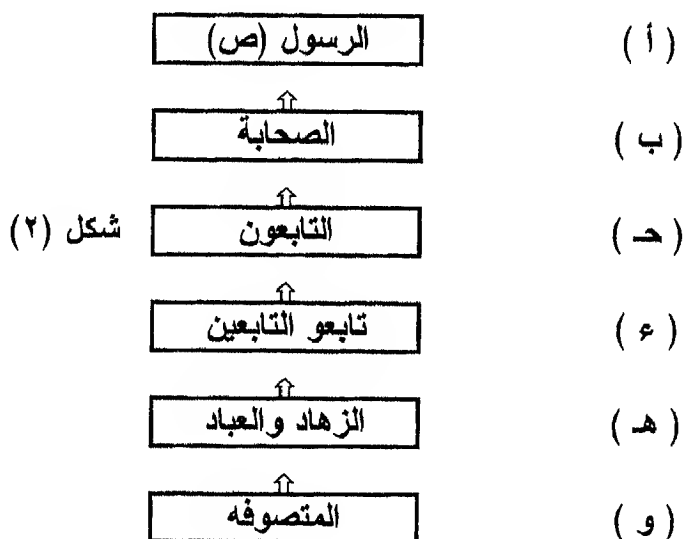 ( أ ) الرسول (ص)
( ب ) الصحابة
( حـ ) التابعون شكل (٢)
( ء ) تابعو التابعين
( هـ ) الزهاد والعباد
( و ) المتصوفه